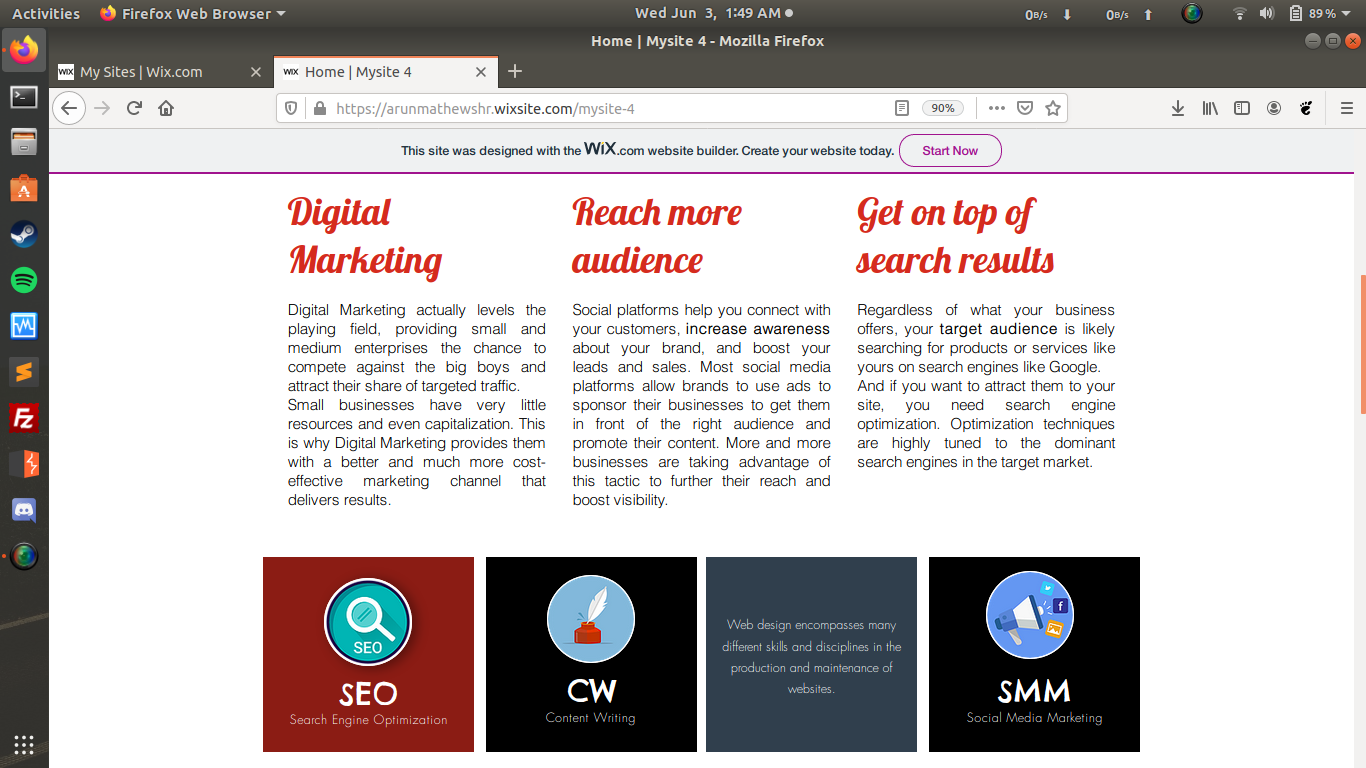 Activities
Firefox Web Browser
Wed Jun 3, 1:49 AM
0B/s
0B/s
89%
Home | Mysite 4 - Mozilla Firefox
WIX My Sites | Wix.com
WIX Home | Mysite 4
https://arunmathewshr.wixsite.com/mysite-4
90%
This site was designed with the WiX.com website builder. Create your website today.
Start Now
Digital
Marketing
Digital Marketing actually levels the
playing field, providing small and
medium enterprises the chance to
compete against the big boys and
attract their share of targeted traffic.
Small businesses have very little
resources and even capitalization. This
is why Digital Marketing provides them
with a better and much more cost-
effective marketing channel that
delivers results.
Reach more
audience
Social platforms help you connect with
your customers, increase awareness
about your brand, and boost your
leads and sales. Most social media
platforms allow brands to use ads to
sponsor their businesses to get them
in front of the right audience and
promote their content. More and more
businesses are taking advantage of
this tactic to further their reach and
boost visibility.
Get on top of
search results
Regardless of what your business
offers, your target audience is likely
searching for products or services like
yours on search engines like Google.
And if you want to attract them to your
site, you need search engine
optimization. Optimization techniques
are highly tuned to the dominant
search engines in the target market.
SEO
SEO
Search Engine Optimization
CW
Content Writing
Web design encompasses many
different skills and disciplines in the
production and maintenance of
websites.
SMM
Social Media Marketing